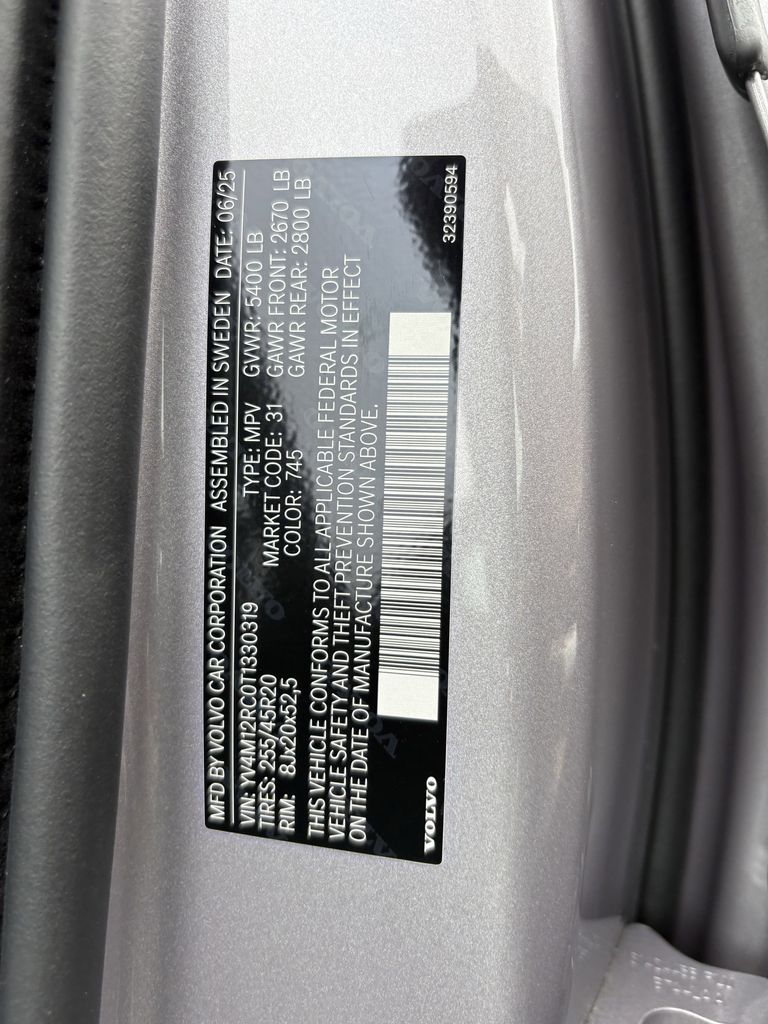 MFD BY VOLVO CAR CORPORATION ASSEMBLED IN SWEDEN DATE: 06/25
VIN: YV4M12RC0T1330319 TYPE: MPV GVWR: 5400 LB
TIRES: 255/45R20 MARKET CODE: 31 GAWR FRONT: 2670 LB
RIM: 8Jx20x52,5 COLOR: 745 GAWR REAR: 2800 LB
THIS VEHICLE CONFORMS TO ALL APPLICABLE FEDERAL MOTOR
VEHICLE SAFETY AND THEFT PREVENTION STANDARDS IN EFFECT
ON THE DATE OF MANUFACTURE SHOWN ABOVE.
VOLVO
32390594